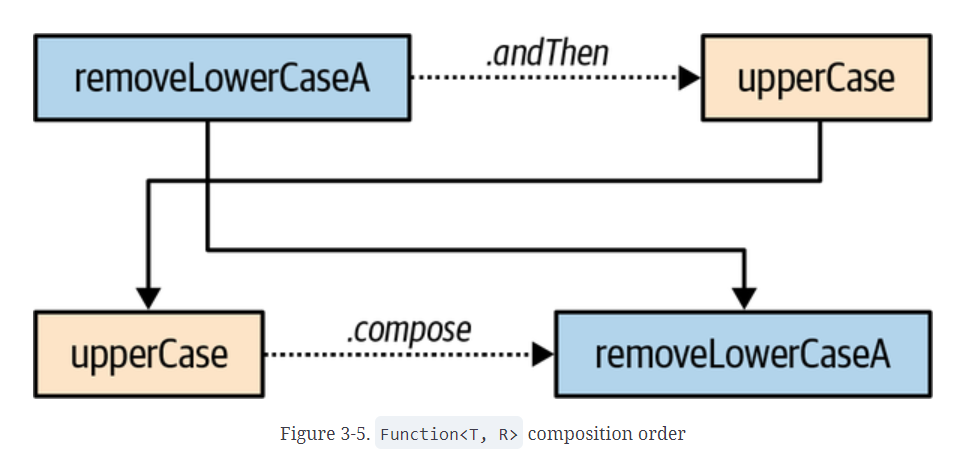 removeLowerCaseA
.andThen
upperCase
upperCase
.compose
removeLowerCaseA
Figure 3-5. Function<T, R> composition order